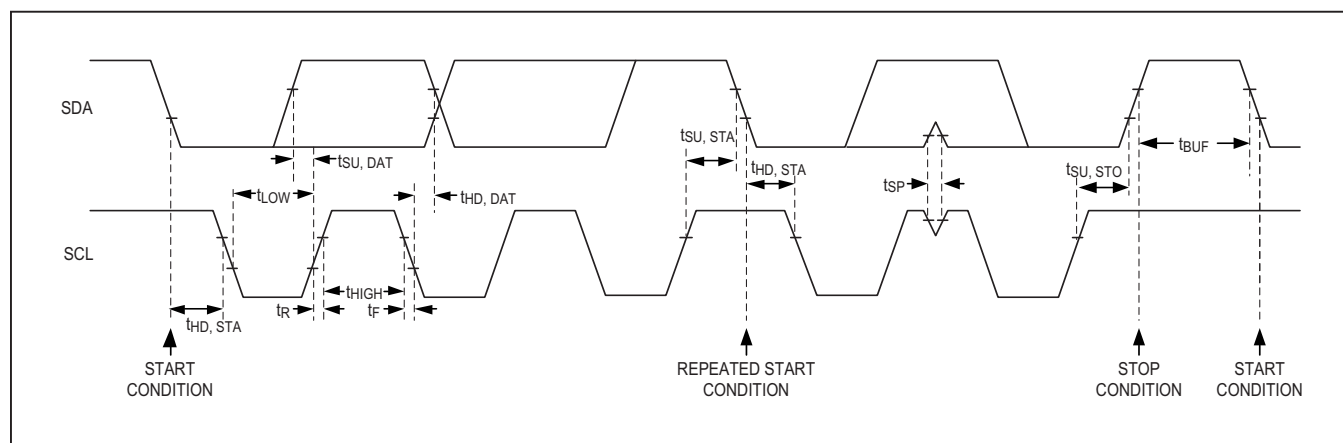 SDA
tSU, STA
tSU, DAT
tHD, STA
tBUF
tSU, STO
tLOW
tHD, DAT
tSP
SCL
tHIGH
tR
tF
tHD, STA
START
CONDITION
REPEATED START
CONDITION
STOP
CONDITION
START
CONDITION